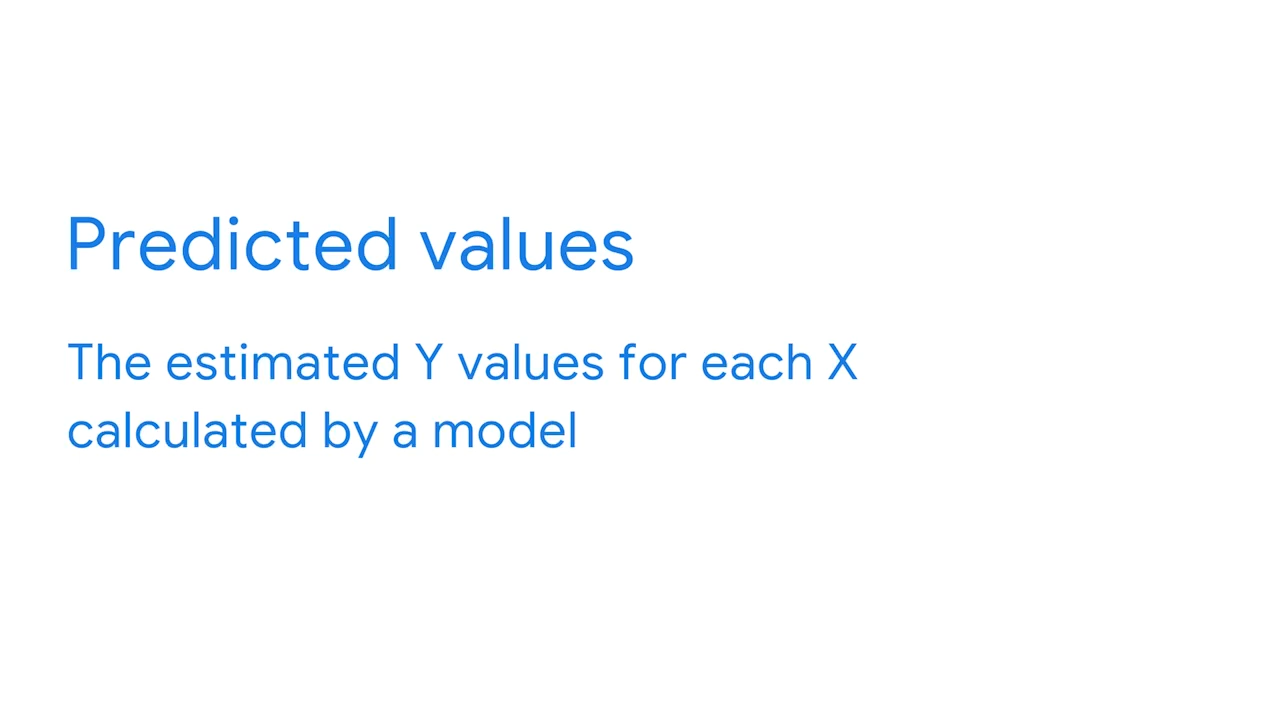 Predicted values
The estimated Y values for each X
calculated by a model